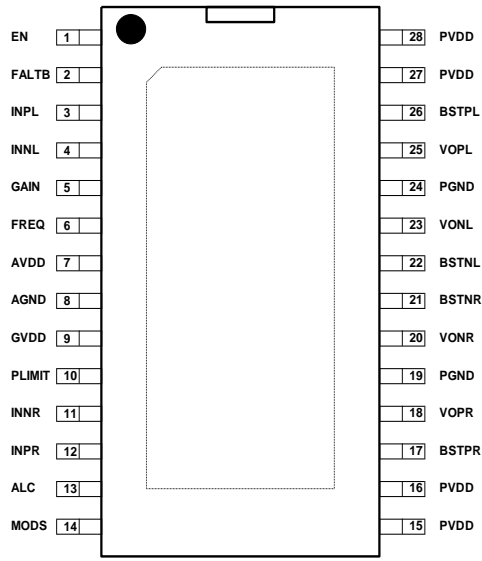 EN 1 28 PVDD
FALTB 2 27 PVDD
INPL 3 26 BSTPL
INNL 4 25 VOPL
GAIN 5 24 PGND
FREQ 6 23 VONL
AVDD 7 22 BSTNL
AGND 8 21 BSTNR
GVDD 9 20 VONR
PLIMIT 10 19 PGND
INNR 11 18 VOPR
INPR 12 17 BSTPR
ALC 13 16 PVDD
MODS 14 15 PVDD